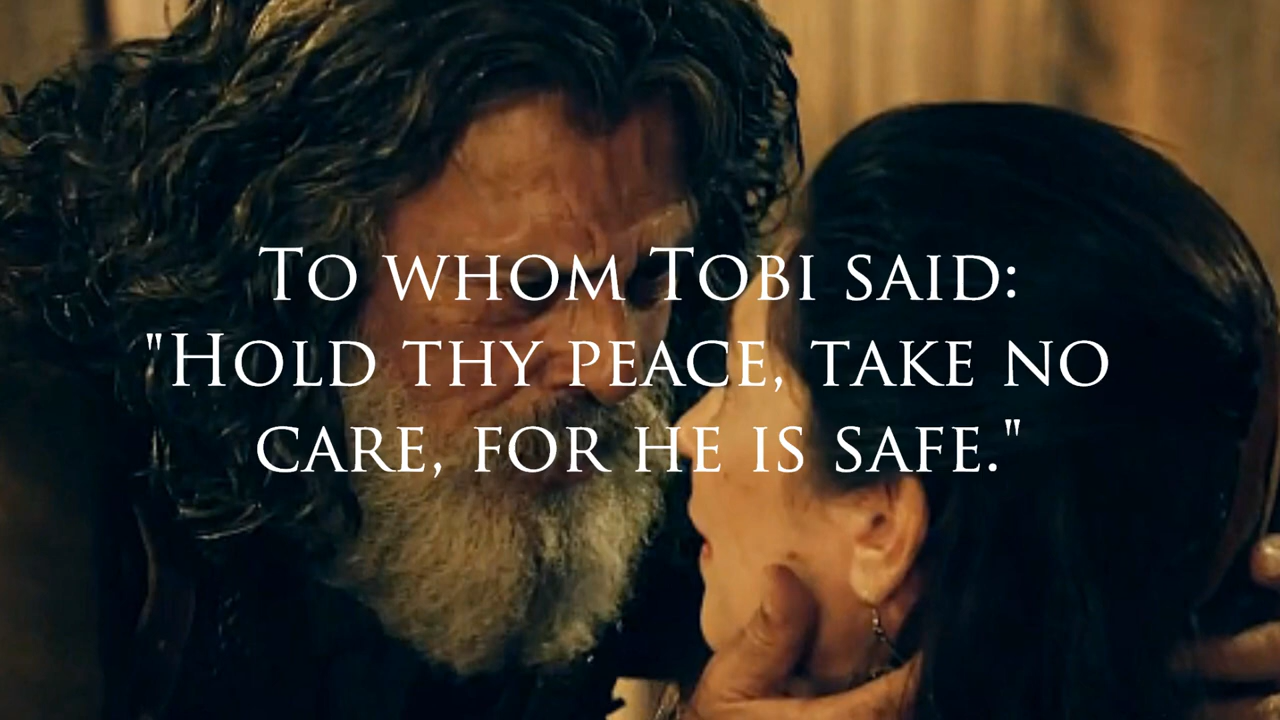 To whom Tobi said:
"Hold thy peace, take no
care, for he is safe."